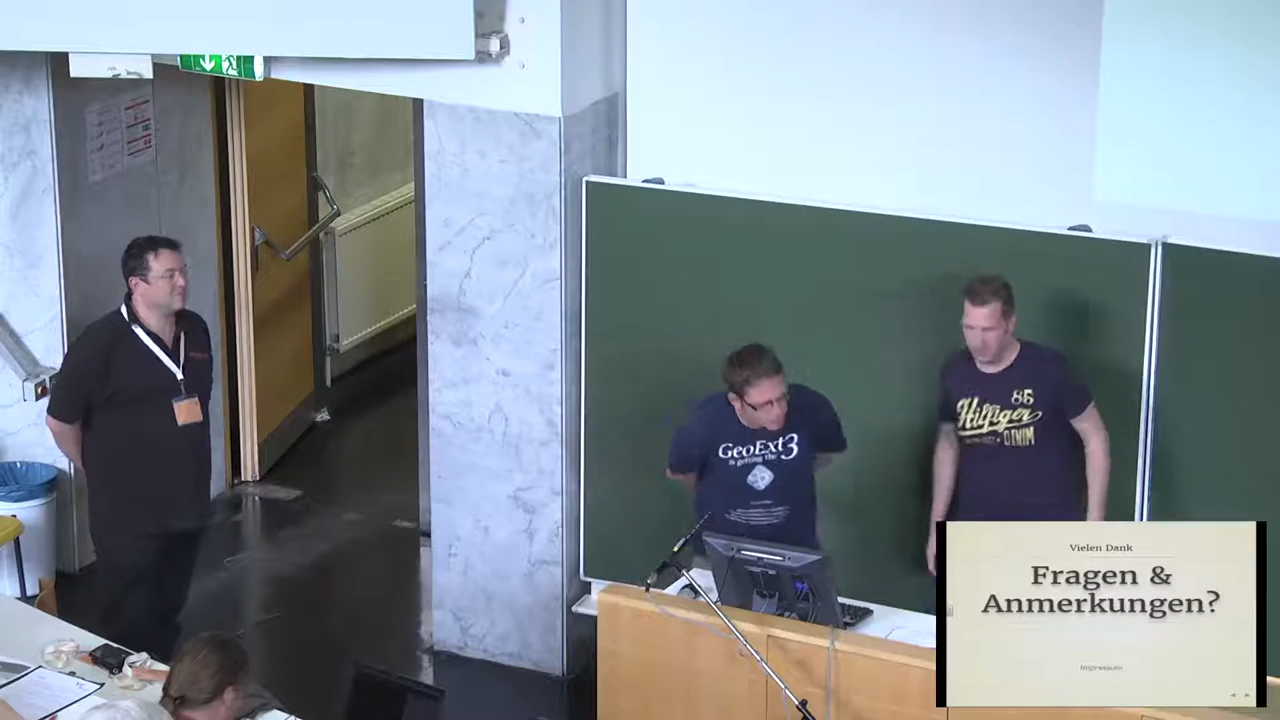 GeoExt3
is getting the
85
Hilfiger
DENIM
Vielen Dank
Fragen &
Anmerkungen?
Impressum